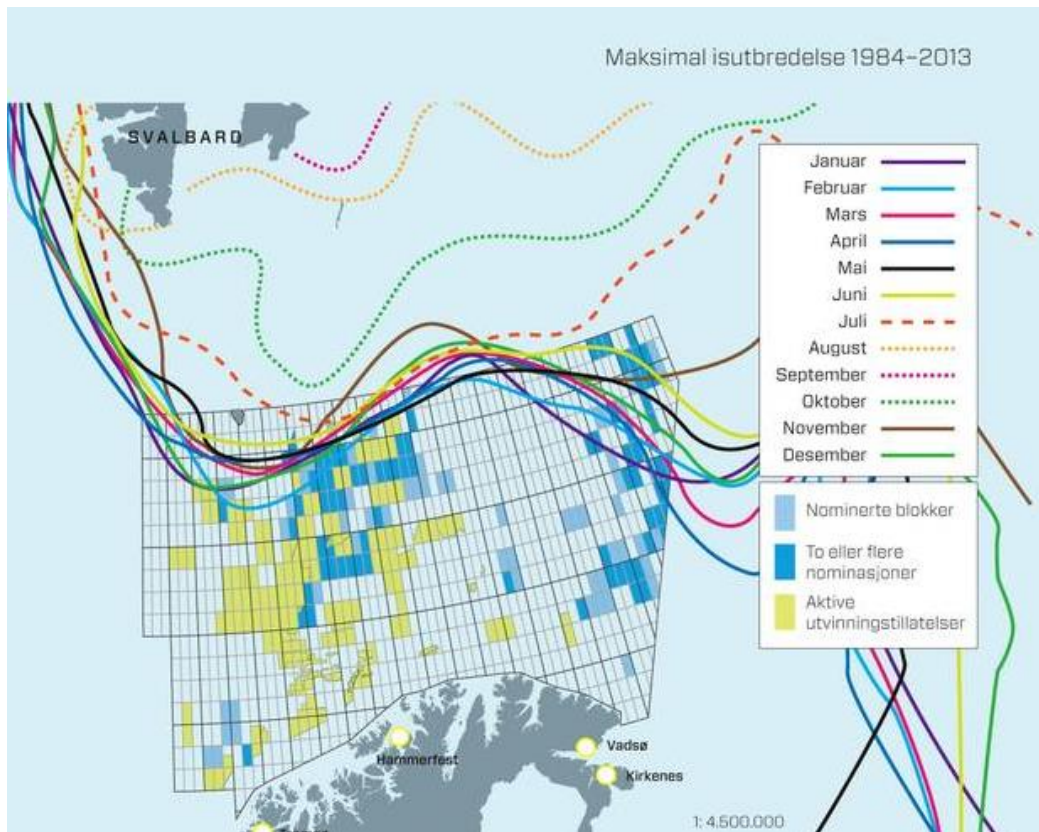 Maksimal isutbredelse 1984–2013
SVALBARD
Januar
Februar
Mars
April
Mai
Juni
Juli
August
September
Oktober
November
Desember
Nominerte blokker
To eller flere
nominasjoner
Aktive
utvinningstillatelser
Vadsø
Hammerfest
Kirkenes
1: 4.500.000